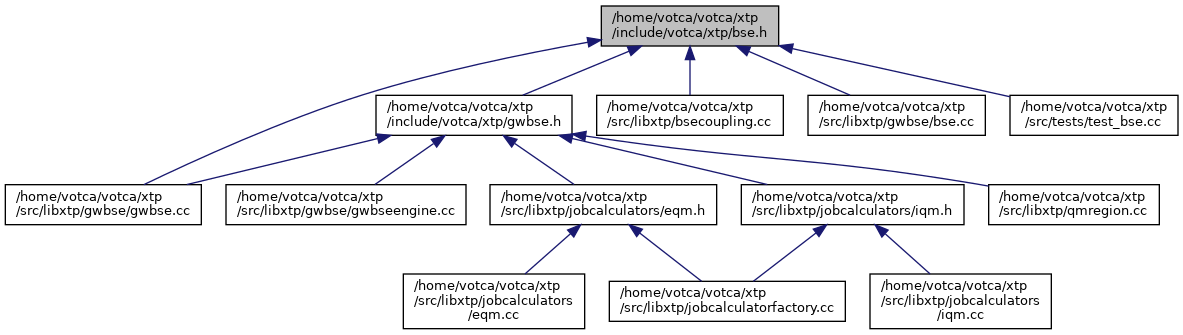 /home/votca/votca/xtp
/include/votca/xtp/bse.h
/home/votca/votca/xtp
/include/votca/xtp/gwbse.h
/home/votca/votca/xtp
/src/libxtp/bsecoupling.cc
/home/votca/votca/xtp
/src/libxtp/gwbse/bse.cc
/home/votca/votca/xtp
/src/tests/test_bse.cc
/home/votca/votca/xtp
/src/libxtp/gwbse/gwbse.cc
/home/votca/votca/xtp
/src/libxtp/gwbse/gwbseengine.cc
/home/votca/votca/xtp
/src/libxtp/jobcalculators/eqm.h
/home/votca/votca/xtp
/src/libxtp/jobcalculators/iqm.h
/home/votca/votca/xtp
/src/libxtp/qmregion.cc
/home/votca/votca/xtp
/src/libxtp/jobcalculators
/eqm.cc
/home/votca/votca/xtp
/src/libxtp/jobcalculatorfactory.cc
/home/votca/votca/xtp
/src/libxtp/jobcalculators
/iqm.cc